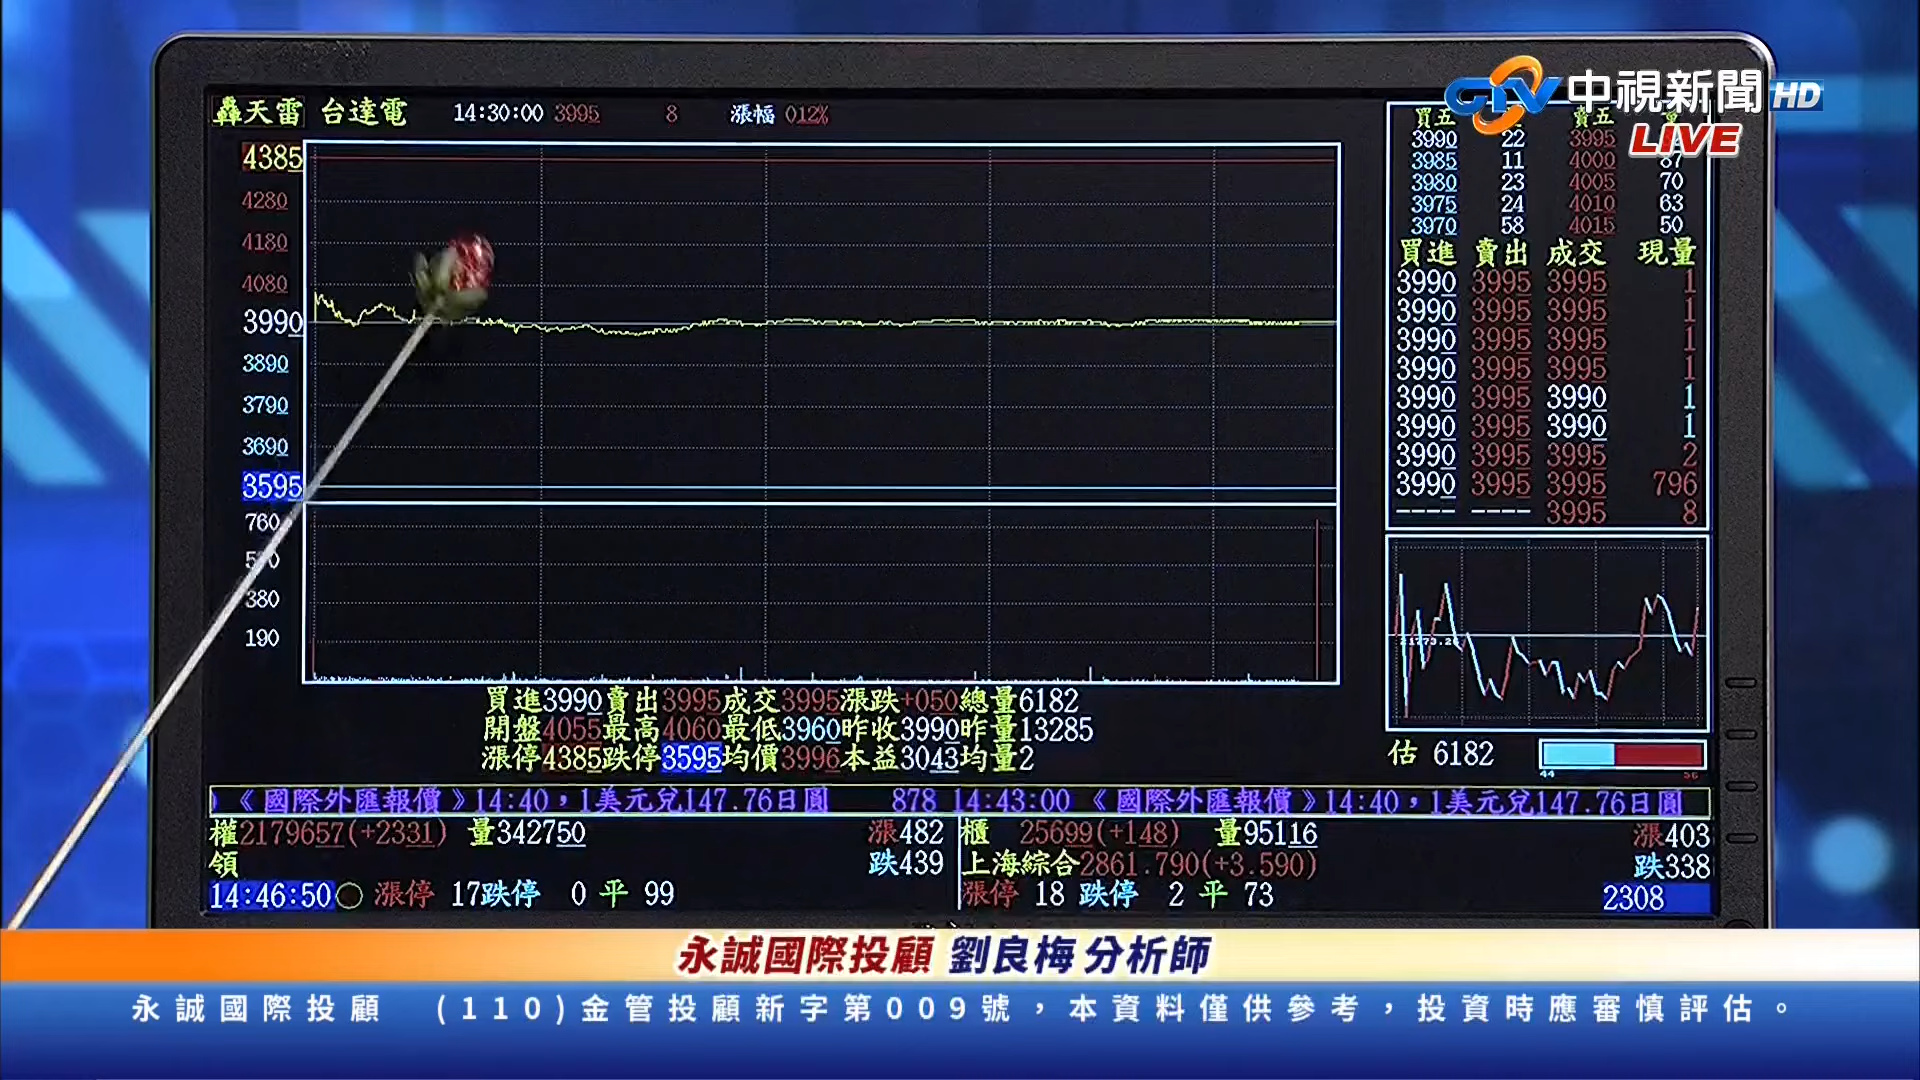 中視新聞 HD
LIVE
轟天雷 台達電 14:30:00 3995 8 漲幅 012%
4385
4280
4180
4080
3990
3890
3790
3690
3595
760
380
190
買五 賣五
3990 22 3995
3985 11 4000 87
3980 23 4005 70
3975 24 4010 63
3970 58 4015 50
買進 賣出 成交 現量
3990 3995 3995 1
3990 3995 3995 1
3990 3995 3995 1
3990 3995 3995 1
3990 3995 3990 1
3990 3995 3990 1
3990 3995 3995 2
3990 3995 3995 796
---- ---- 3995 8
估 6182
44 56
買進3990賣出3995成交3995漲跌+050總量6182
開盤4055最高4060最低3960昨收3990昨量13285
漲停4385跌停3595均價3996本益3043均量2
》《國際外匯報價》14:40，1美元兌147.76日圓 878 14:43:00 《國際外匯報價》14:40，1美元兌147.76日圓
權2179657(+2331) 量342750 漲482
領 跌439
14:46:50 漲停 17跌停 0 平 99
櫃 25699(+148) 量95116 漲403
上海綜合2861.790(+3.590) 跌338
漲停 18 跌停 2 平 73 2308
永誠國際投顧 劉良梅 分析師
永誠國際投顧 (110)金管投顧新字第009號，本資料僅供參考，投資時應審慎評估。